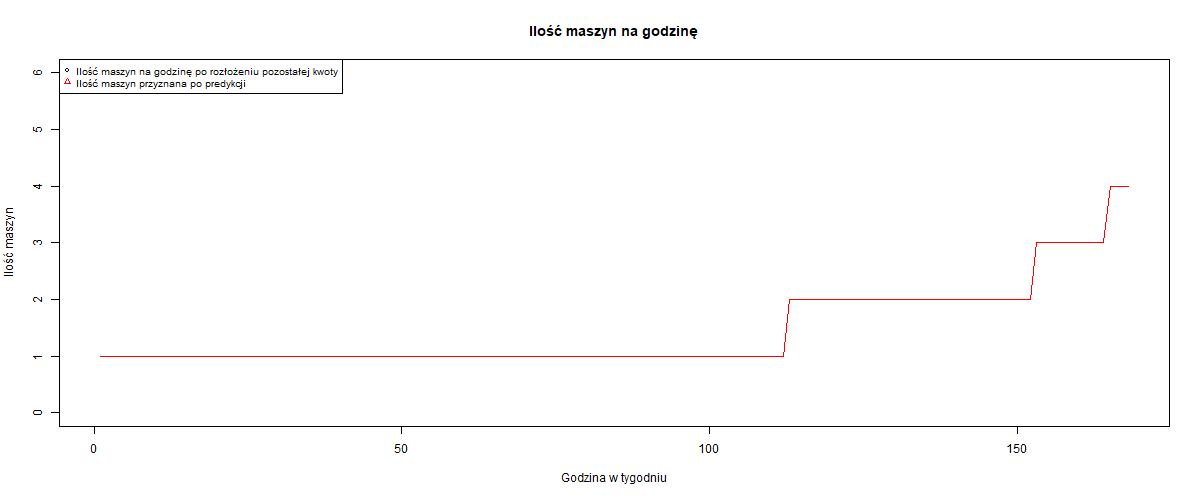 Ilość maszyn na godzinę
Ilość maszyn na godzinę po rozłożeniu pozostałej kwoty
Ilość maszyn przyznana po predykcji
Ilość maszyn
6
5
4
3
2
1
0
0 50 100 150
Godzina w tygodniu